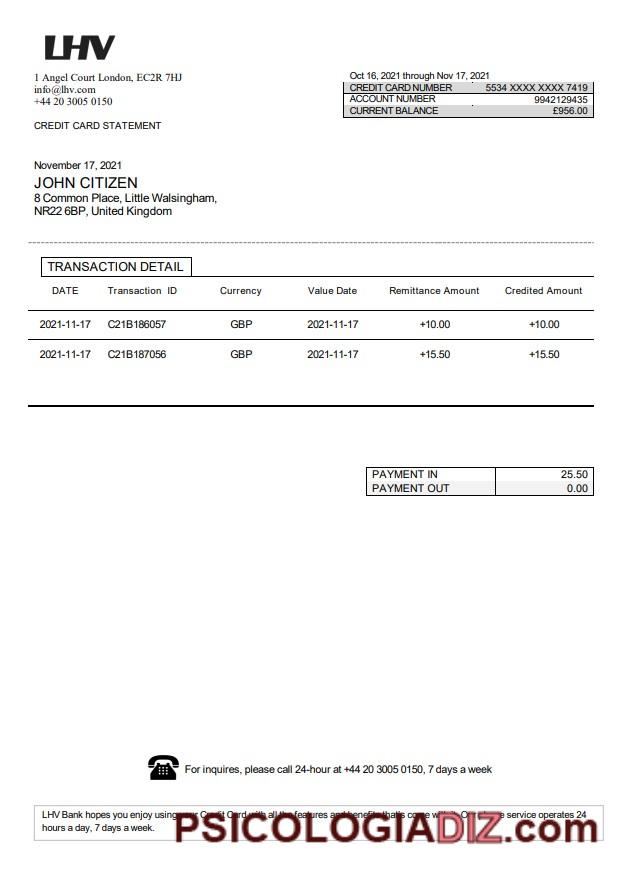 LHV
1 Angel Court London, EC2R 7HJ
info@lhv.com
+44 20 3005 0150
CREDIT CARD STATEMENT
Oct 16, 2021 through Nov 17, 2021
CREDIT CARD NUMBER 5534 XXXX XXXX 7419
ACCOUNT NUMBER 9942129435
CURRENT BALANCE £956.00
November 17, 2021
JOHN CITIZEN
8 Common Place, Little Walsingham,
NR22 6BP, United Kingdom
TRANSACTION DETAIL
DATE Transaction ID Currency Value Date Remittance Amount Credited Amount
2021-11-17 C21B186057 GBP 2021-11-17 +10.00 +10.00
2021-11-17 C21B187056 GBP 2021-11-17 +15.50 +15.50
PAYMENT IN 25.50
PAYMENT OUT 0.00
For inquires, please call 24-hour at +44 20 3005 0150, 7 days a week
LHV Bank hopes you enjoy using your Credit Card with all the features and benefits that's come with it. Our service operates 24
hours a day, 7 days a week.
PSICOLOGIADIZ.com